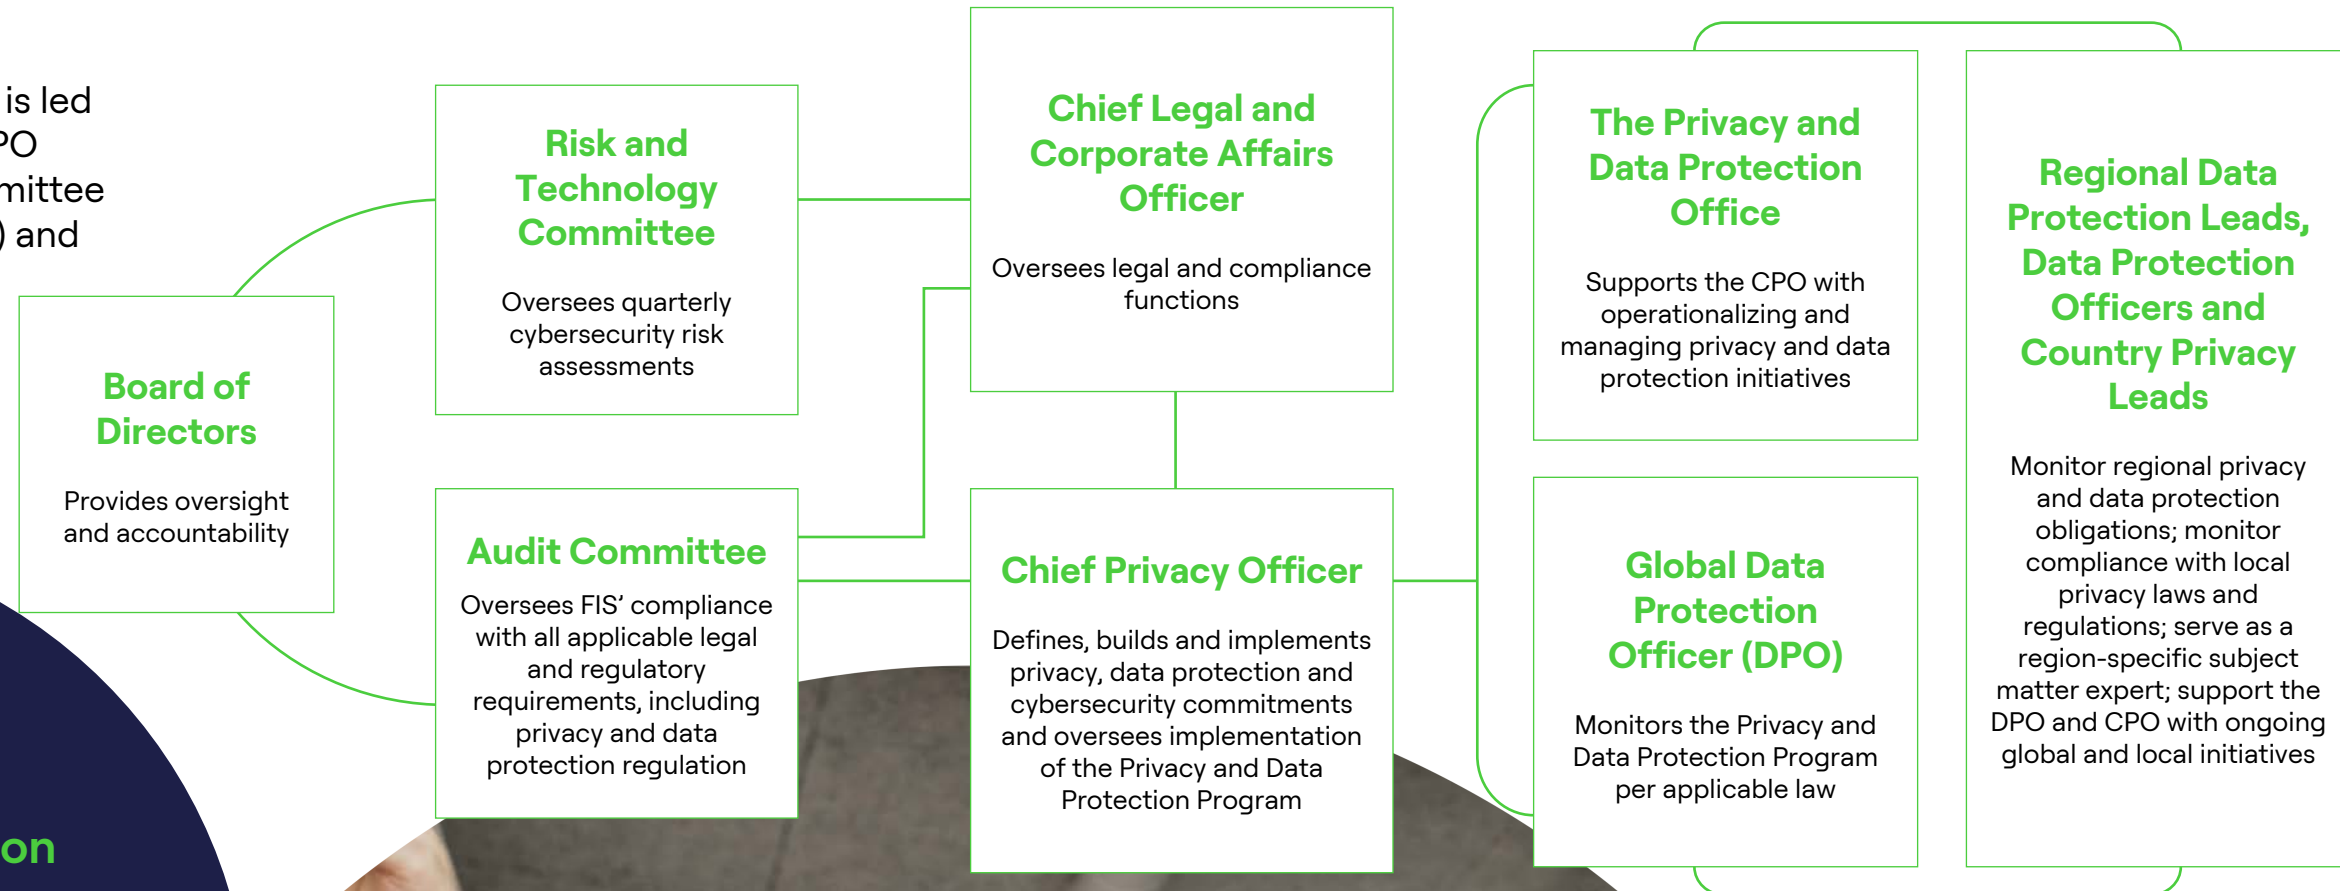 is led
PO
mittee
) and
Board of
Directors
Provides oversight
and accountability
Risk and
Technology
Committee
Oversees quarterly
cybersecurity risk
assessments
Audit Committee
Oversees FIS’ compliance
with all applicable legal
and regulatory
requirements, including
privacy and data
protection regulation
Chief Legal and
Corporate Affairs
Officer
Oversees legal and compliance
functions
Chief Privacy Officer
Defines, builds and implements
privacy, data protection and
cybersecurity commitments
and oversees implementation
of the Privacy and Data
Protection Program
The Privacy and
Data Protection
Office
Supports the CPO with
operationalizing and
managing privacy and data
protection initiatives
Global Data
Protection
Officer (DPO)
Monitors the Privacy and
Data Protection Program
per applicable law
Regional Data
Protection Leads,
Data Protection
Officers and
Country Privacy
Leads
Monitor regional privacy
and data protection
obligations; monitor
compliance with local
privacy laws and
regulations; serve as a
region-specific subject
matter expert; support the
DPO and CPO with ongoing
global and local initiatives
on